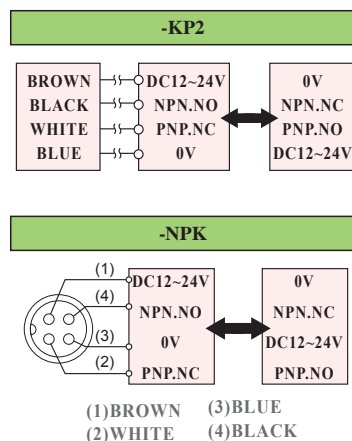 -KP2
BROWN DC12~24V 0V
BLACK NPN.NO NPN.NC
WHITE PNP.NC PNP.NO
BLUE 0V DC12~24V
-NPK
(1) DC12~24V 0V
(4) NPN.NO NPN.NC
(3) 0V DC12~24V
(2) PNP.NC PNP.NO
(1)BROWN (3)BLUE
(2)WHITE (4)BLACK